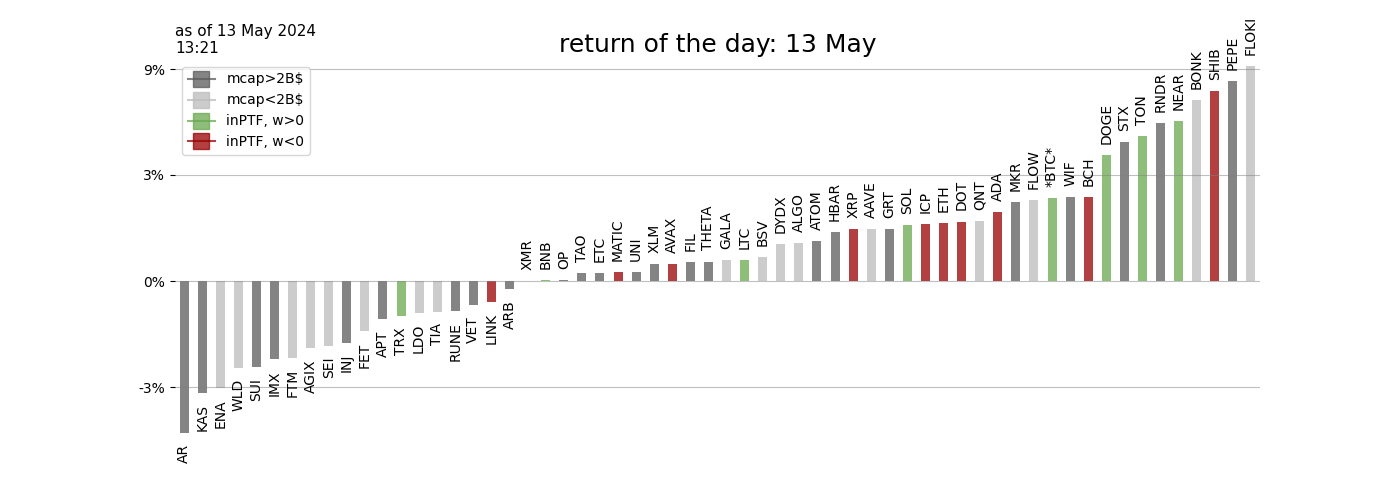 as of 13 May 2024
13:21
return of the day: 13 May
9%
3%
0%
-3%
mcap>2B$
mcap<2B$
inPTF, w>0
inPTF, w<0
AR
KAS
ENA
WLD
SUI
IMX
FTM
AGIX
SEI
INJ
FET
APT
TRX
LDO
TIA
RUNE
VET
LINK
ARB
XMR
BNB
OP
TAO
ETC
MATIC
UNI
XLM
AVAX
FIL
THETA
GALA
LTC
BSV
DYDX
ALGO
ATOM
HBAR
XRP
AAVE
GRT
SOL
ICP
ETH
DOT
QNT
ADA
MKR
FLOW
*BTC*
WIF
BCH
DOGE
STX
TON
RNDR
NEAR
BONK
SHIB
PEPE
FLOKI